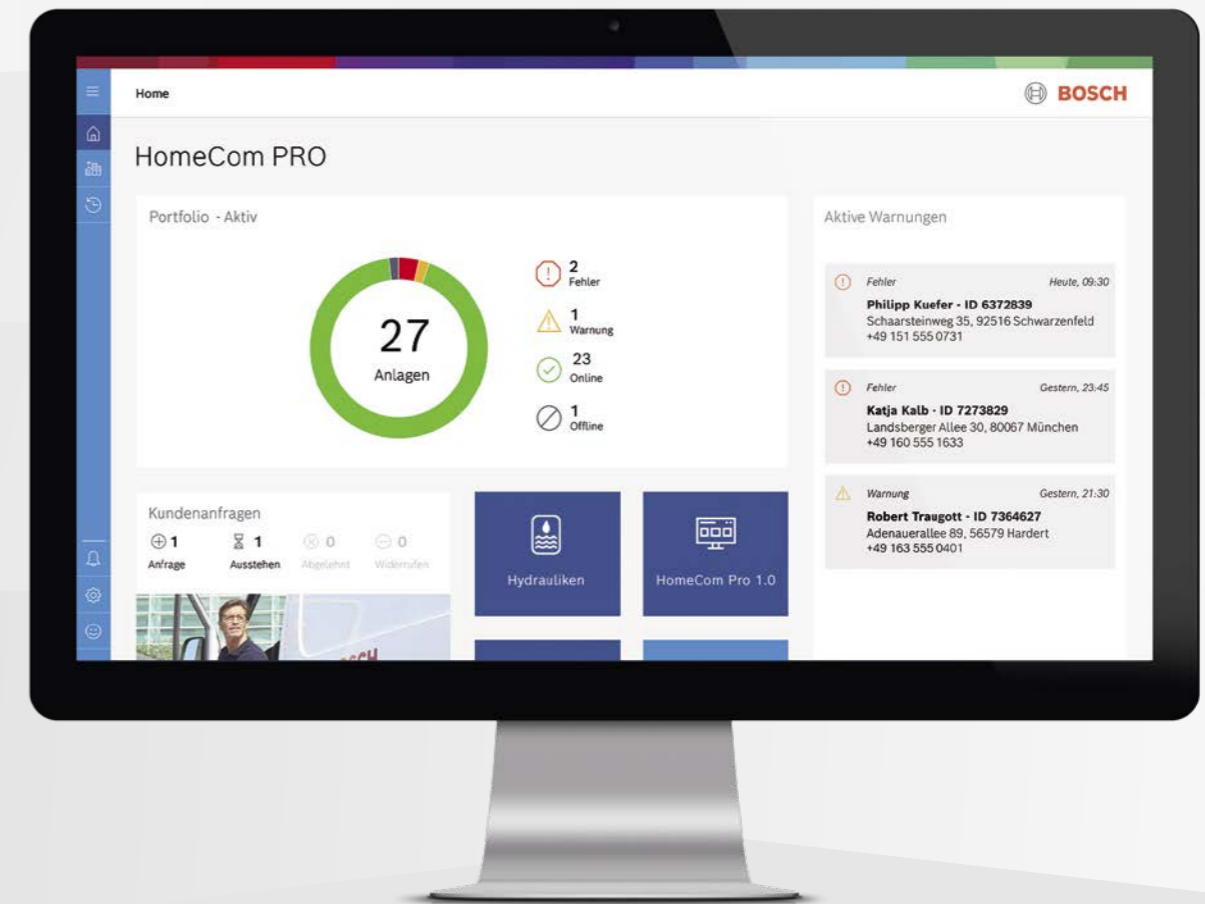 Home
BOSCH
HomeCom PRO
Portfolio - Aktiv
27
Anlagen
2
Fehler
1
Warnung
23
Online
1
Offline
Aktive Warnungen
Fehler Heute, 09:30
Philipp Kuefer - ID 6372839
Schaarsteinweg 35, 92516 Schwarzenfeld
+49 151 555 0731
Fehler Gestern, 23:45
Katja Kalb - ID 7273829
Landsberger Allee 30, 80067 München
+49 160 555 1633
Warnung Gestern, 21:30
Robert Traugott - ID 7364627
Adenauerallee 89, 56579 Hardert
+49 163 555 0401
Kundenanfragen
1 1 0 0
Anfrage Ausstehen Abgelehnt Widerrufen
Hydrauliken
HomeCom Pro 1.0